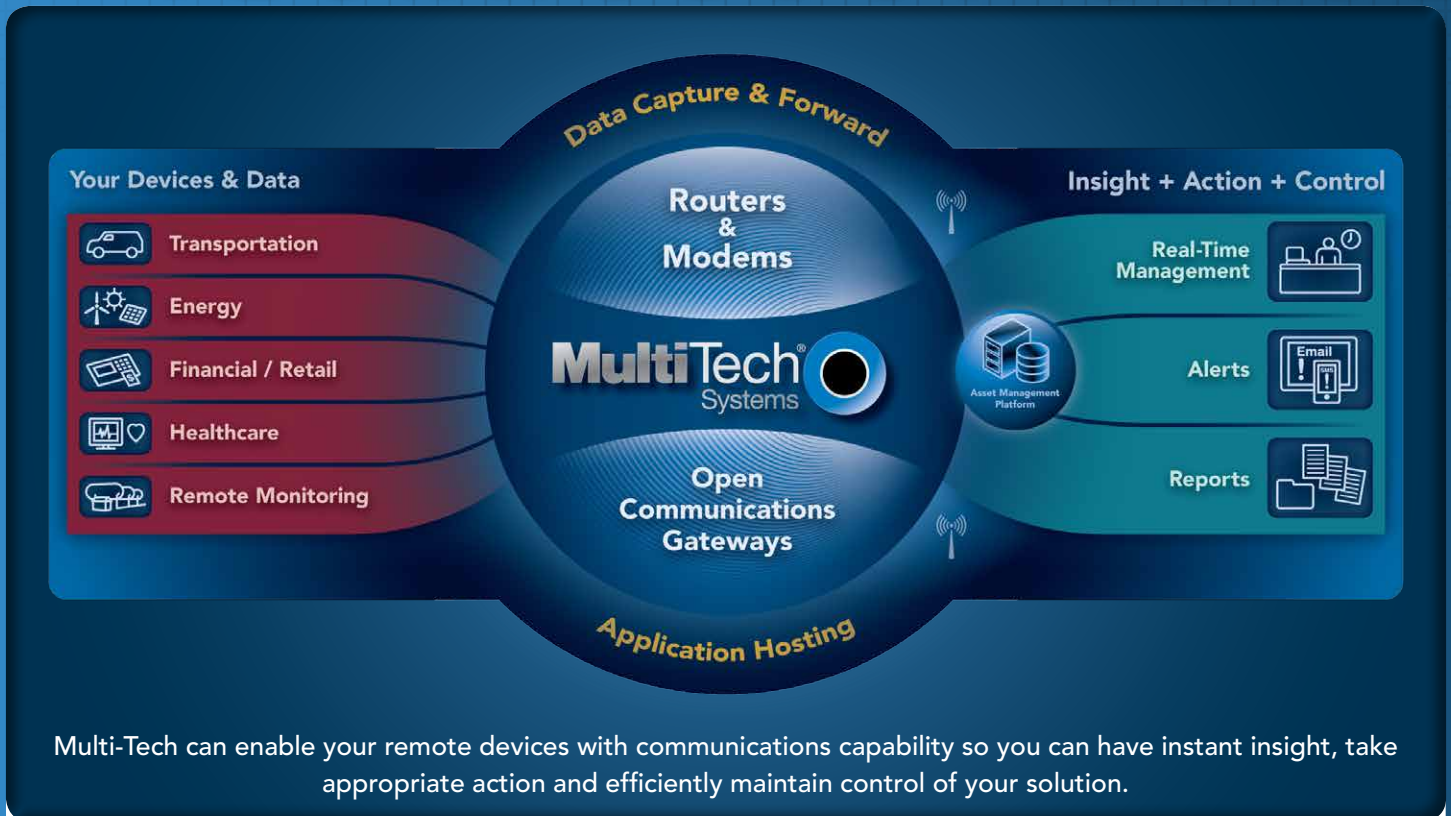 Data Capture & Forward
Your Devices & Data
Transportation
Energy
Financial / Retail
Healthcare
Remote Monitoring
Routers
&
Modems
MultiTech®
Systems
Open
Communications
Gateways
Application Hosting
Asset Management
Platform
Insight + Action + Control
Real-Time
Management
Alerts
Email
!
SMS
!
Reports
Multi-Tech can enable your remote devices with communications capability so you can have instant insight, take
appropriate action and efficiently maintain control of your solution.